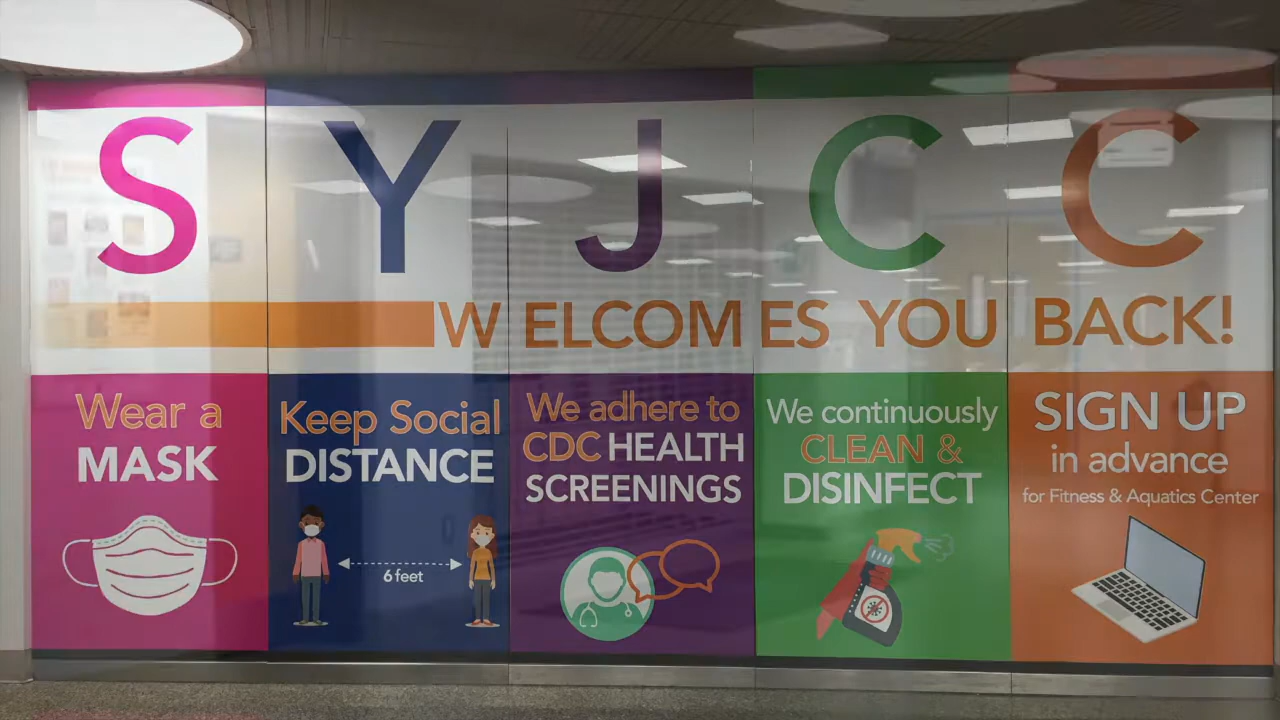 SYJCC
WELCOMES YOU BACK!
Wear a
MASK
Keep Social
DISTANCE
6 feet
We adhere to
CDC HEALTH
SCREENINGS
We continuously
CLEAN &
DISINFECT
SIGN UP
in advance
for Fitness & Aquatics Center